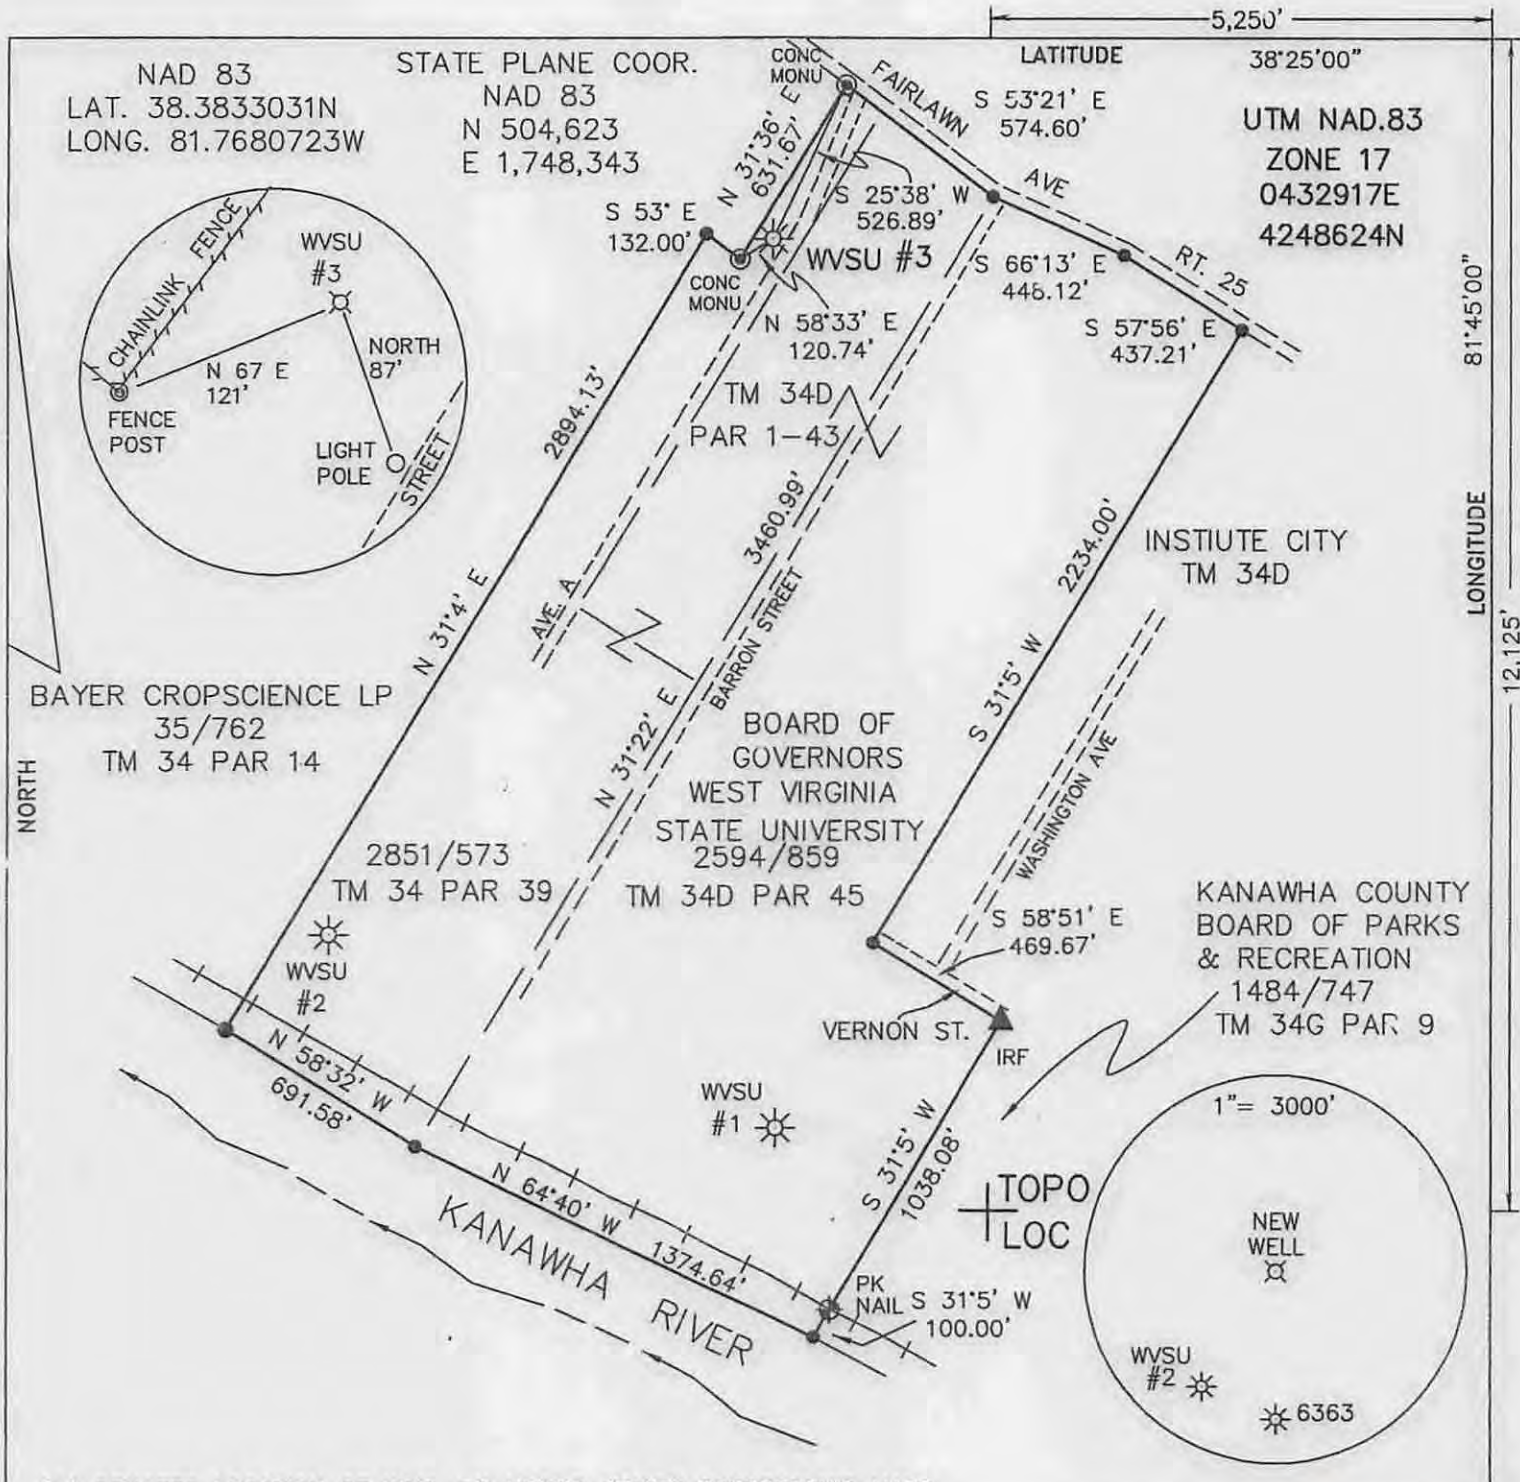 5,250'
NAD 83
LAT. 38.3833031N
LONG. 81.7680723W
STATE PLANE COOR.
NAD 83
N 504,623
E 1,748,343
LATITUDE 38°25'00"
UTM NAD.83
ZONE 17
0432917E
4248624N
CONC
MONU
FAIRLAWN
AVE
RT. 25
S 53°21' E
574.60'
N 31°36' E
631.67'
S 53° E
132.00'
CONC
MONU
S 25°38' W
526.89'
WVSU #3
N 58°33' E
120.74'
S 66°13' E
446.12'
S 57°56' E
437.21'
81°45'00"
LONGITUDE
12,125'
CHAINLINK FENCE
WVSU
#3
N 67 E
121'
NORTH
87'
FENCE
POST
LIGHT
POLE
STREET
TM 34D
PAR 1-43
2894.13'
N 31°4' E
3460.99'
N 31°22' E
AVE. A
BARRON STREET
2234.00'
S 31°5' W
INSTIUTE CITY
TM 34D
WASHINGTON AVE
BAYER CROPSCIENCE LP
35/762
TM 34 PAR 14
NORTH
BOARD OF
GOVERNORS
WEST VIRGINIA
STATE UNIVERSITY
2594/859
TM 34D PAR 45
2851/573
TM 34 PAR 39
WVSU
#2
S 58°51' E
469.67'
VERNON ST.
IRF
KANAWHA COUNTY
BOARD OF PARKS
& RECREATION
1484/747
TM 34G PAR 9
N 58°32' W
691.58'
WVSU
#1
S 31°5' W
1038.08'
N 64°40' W
1374.64'
KANAWHA RIVER
TOPO
LOC
PK
NAIL
S 31°5' W
100.00'
1"= 3000'
NEW
WELL
WVSU
#2
6363